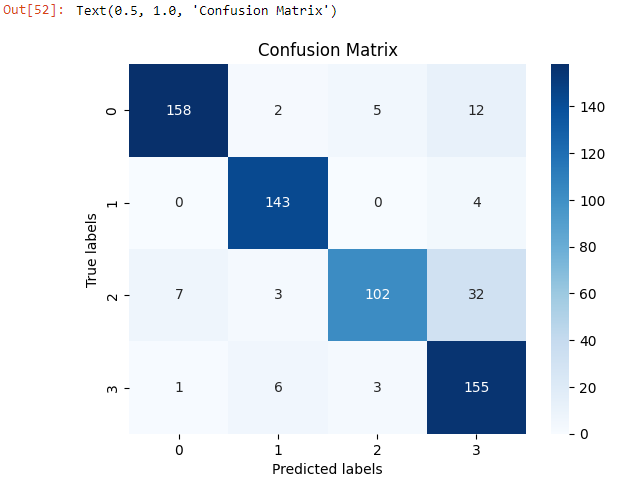 Out[52]: Text(0.5, 1.0, 'Confusion Matrix')
Confusion Matrix
0 158 2 5 12
1 0 143 0 4
2 7 3 102 32
3 1 6 3 155
True labels
0 1 2 3
Predicted labels
140
120
100
80
60
40
20
0